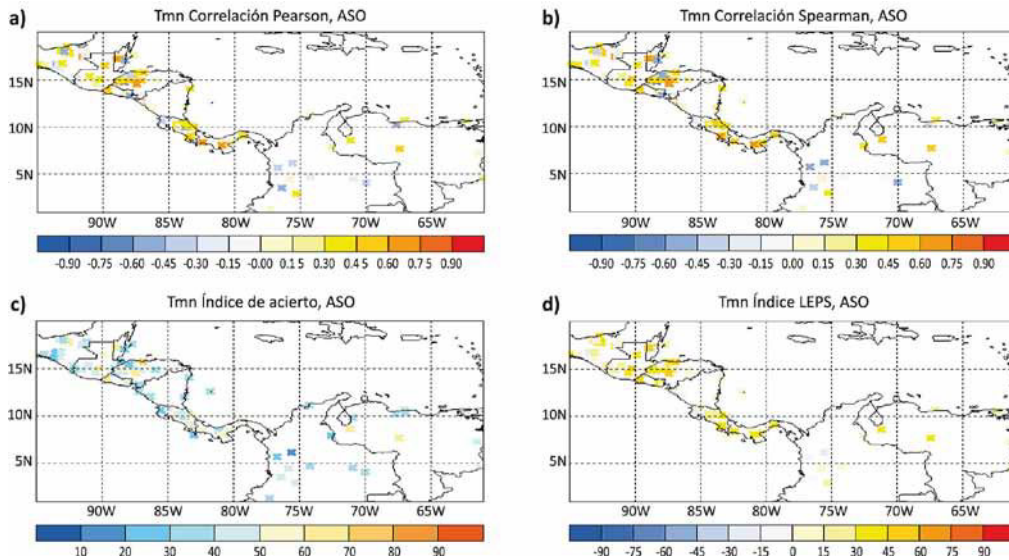 a) Tmn Correlación Pearson, ASO
15N
10N
5N
90W 85W 80W 75W 70W 65W
-0.90 -0.75 -0.60 -0.45 -0.30 -0.15 -0.00 0.1 5 0.30 0.4 5 0.60 0.7 5 0.90
b) Tmn Correlación Spearman, ASO
15N
10N
5N
90W 85W 80W 75W 70W 65W
-0.90 -0.75 -0.60 -0.45 -0.30 -0.15 0.00 0.15 0.30 0.45 0.60 0.75 0.90
c) Tmn Índice de acierto, ASO
15N
10N
5N
90W 85W 80W 75W 70W 65W
10 20 30 40 50 60 70 80 90
d) Tmn Índice LEPS, ASO
15N
10N
5N
90W 85W 80W 75W 70W 65W
-90 -75 -60 -45 -30 -15 0 15 30 45 60 75 90